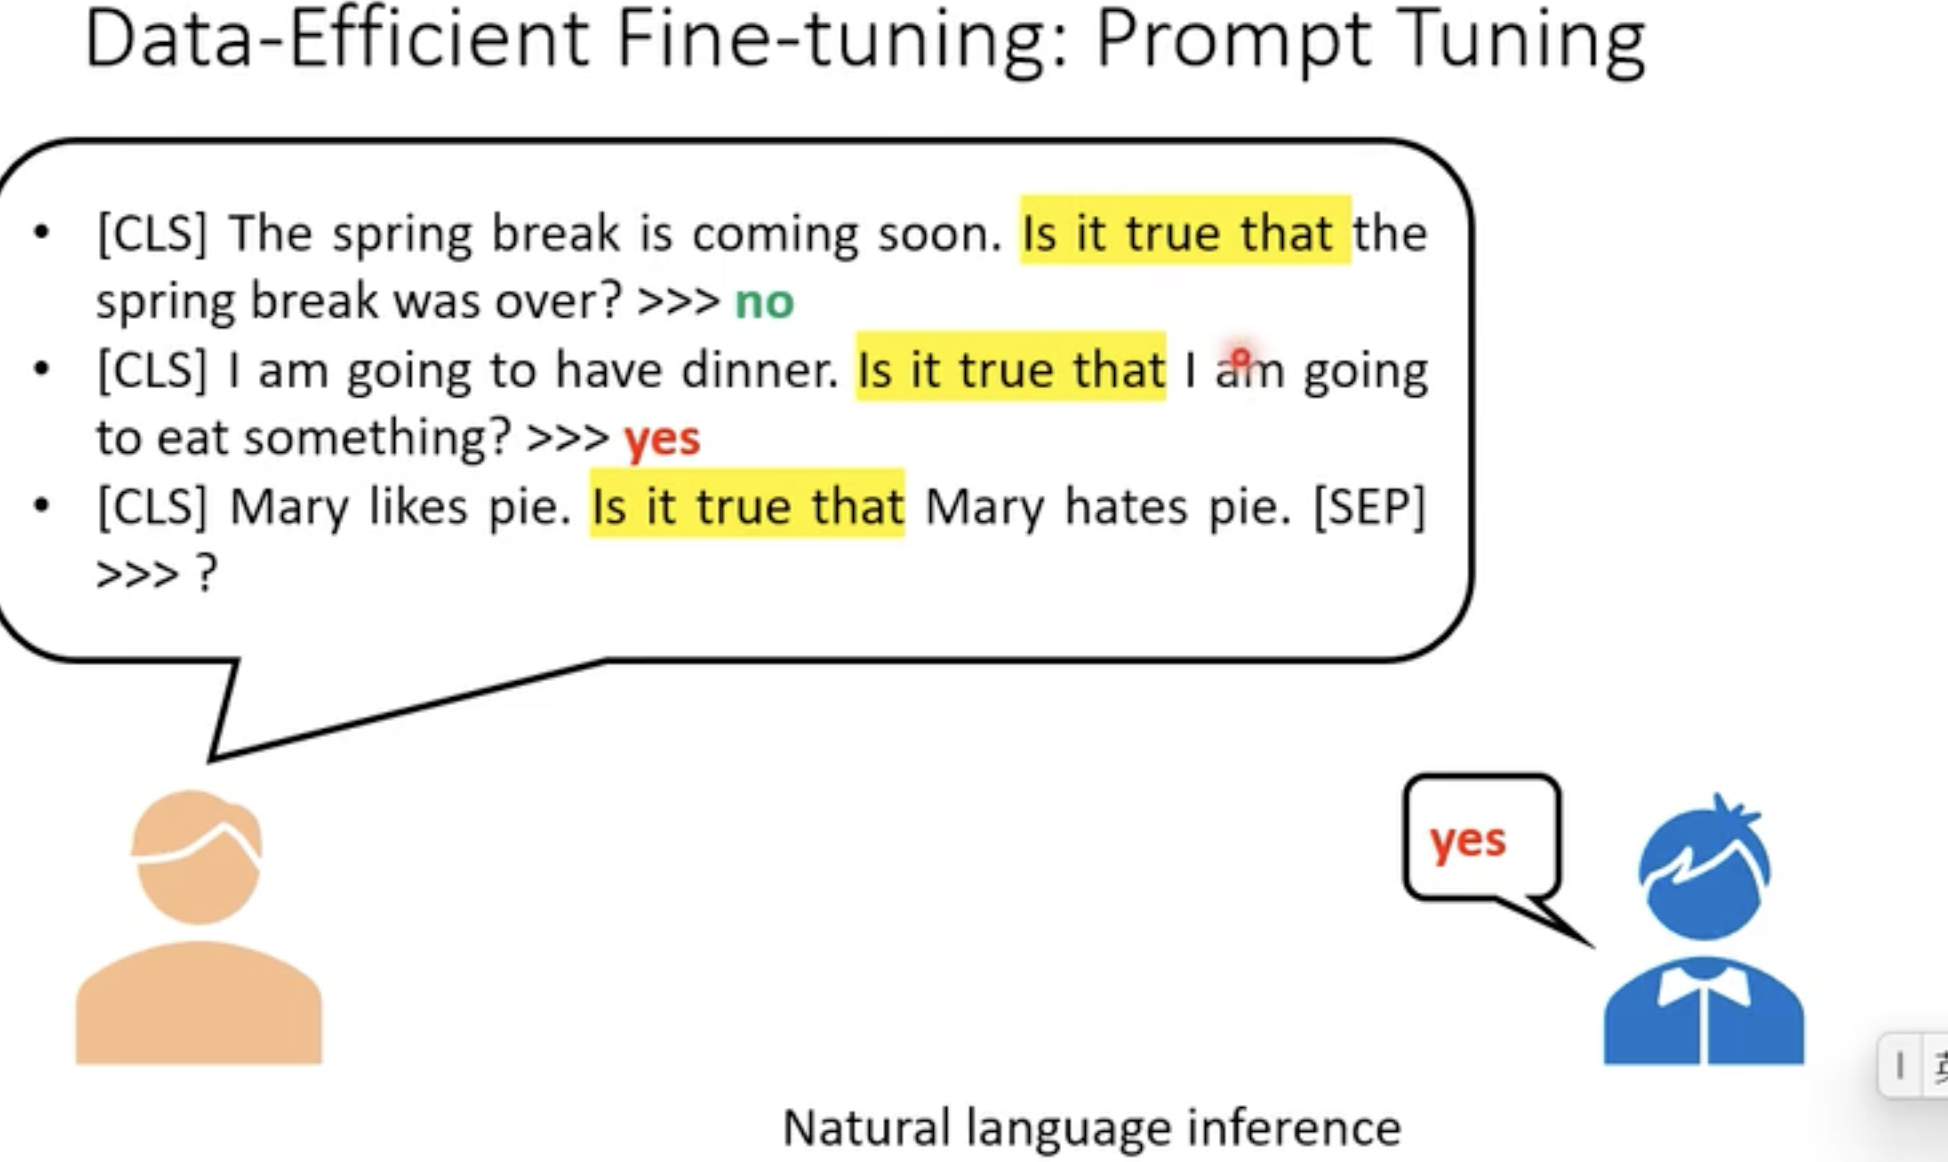 Data-Efficient Fine-tuning: Prompt Tuning
• [CLS] The spring break is coming soon. Is it true that the
spring break was over? >>> no
• [CLS] I am going to have dinner. Is it true that I am going
to eat something? >>> yes
• [CLS] Mary likes pie. Is it true that Mary hates pie. [SEP]
>>> ?
yes
Natural language inference